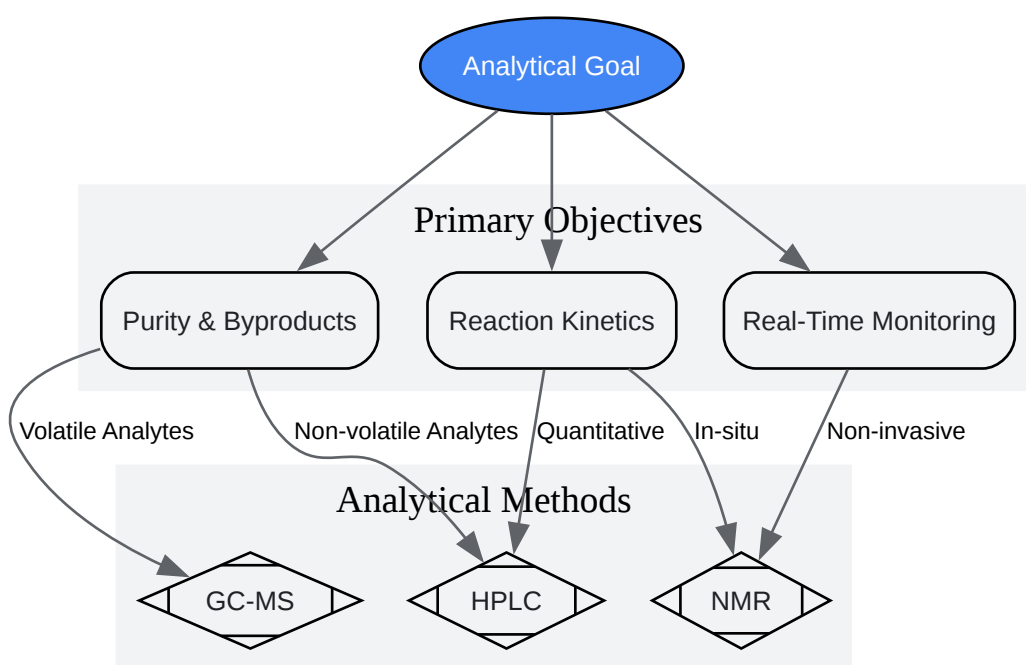 Analytical Goal
Primary Objectives
Purity & Byproducts
Reaction Kinetics
Real-Time Monitoring
Volatile Analytes
Non-volatile Analytes
Quantitative
In-situ
Non-invasive
Analytical Methods
GC-MS
HPLC
NMR